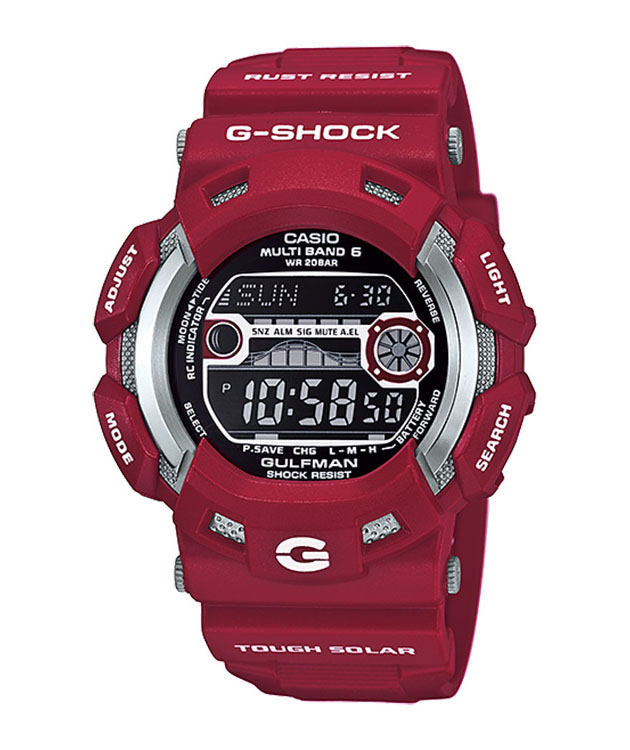 RUST RESIST
G-SHOCK
CASIO
MULTI BAND 6
WR 20BAR
ADJUST
LIGHT
MOON TIDE
RC INDICATOR
REVERSE
SUN 6-30
SNZ ALM SIG MUTE A.EL
P 10:58 50
MODE
SELECT
BATTERY
FORWARD
SEARCH
P.SAVE CHG L-M-H
GULFMAN
SHOCK RESIST
G
TOUGH SOLAR